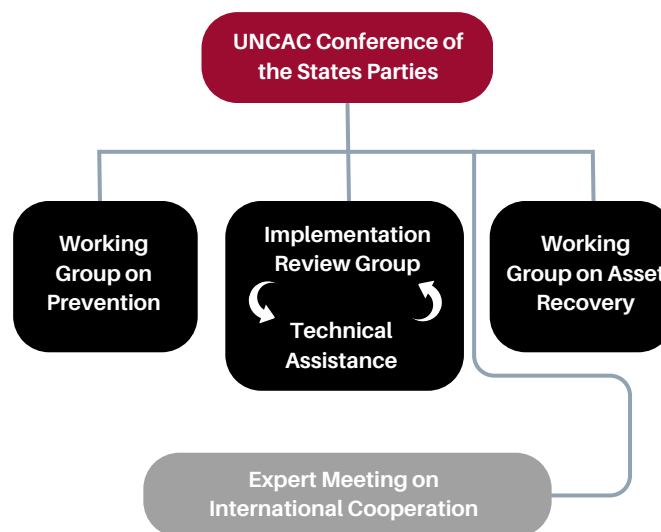 UNCAC Conference of
the States Parties
Working
Group on
Prevention
Implementation
Review Group
Technical
Assistance
Working
Group on Asset
Recovery
Expert Meeting on
International Cooperation